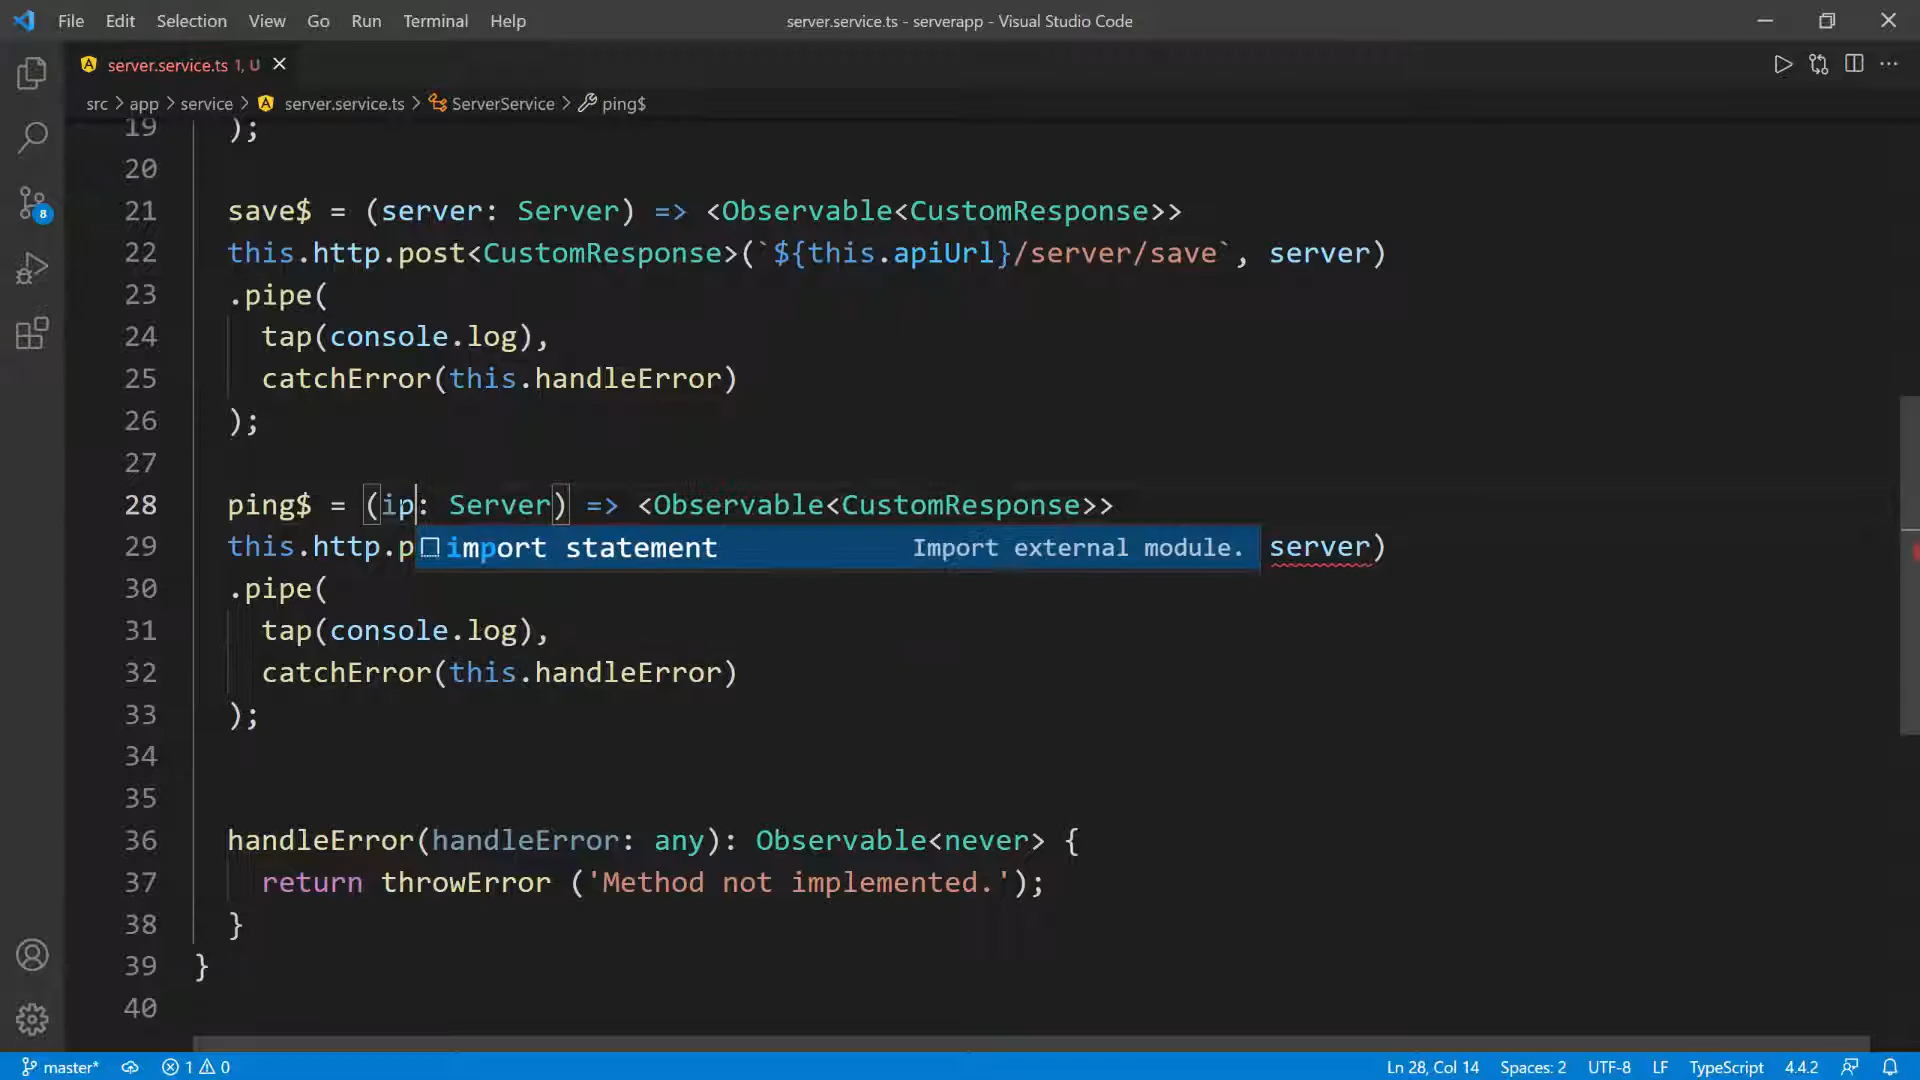 File Edit Selection View Go Run Terminal Help server.service.ts - serverapp - Visual Studio Code
server.service.ts 1, U
src > app > service > server.service.ts > ServerService > ping$
19 );
20
21 save$ = (server: Server) => <Observable<CustomResponse>>
22 this.http.post<CustomResponse>(`${this.apiUrl}/server/save`, server)
23 .pipe(
24 tap(console.log),
25 catchError(this.handleError)
26 );
27
28 ping$ = (ip: Server) => <Observable<CustomResponse>>
29 this.http.p server)
import statement Import external module.
30 .pipe(
31 tap(console.log),
32 catchError(this.handleError)
33 );
34
35
36 handleError(handleError: any): Observable<never> {
37 return throwError ('Method not implemented.');
38 }
39 }
40
8
master* 1 0 Ln 28, Col 14 Spaces: 2 UTF-8 LF TypeScript 4.4.2